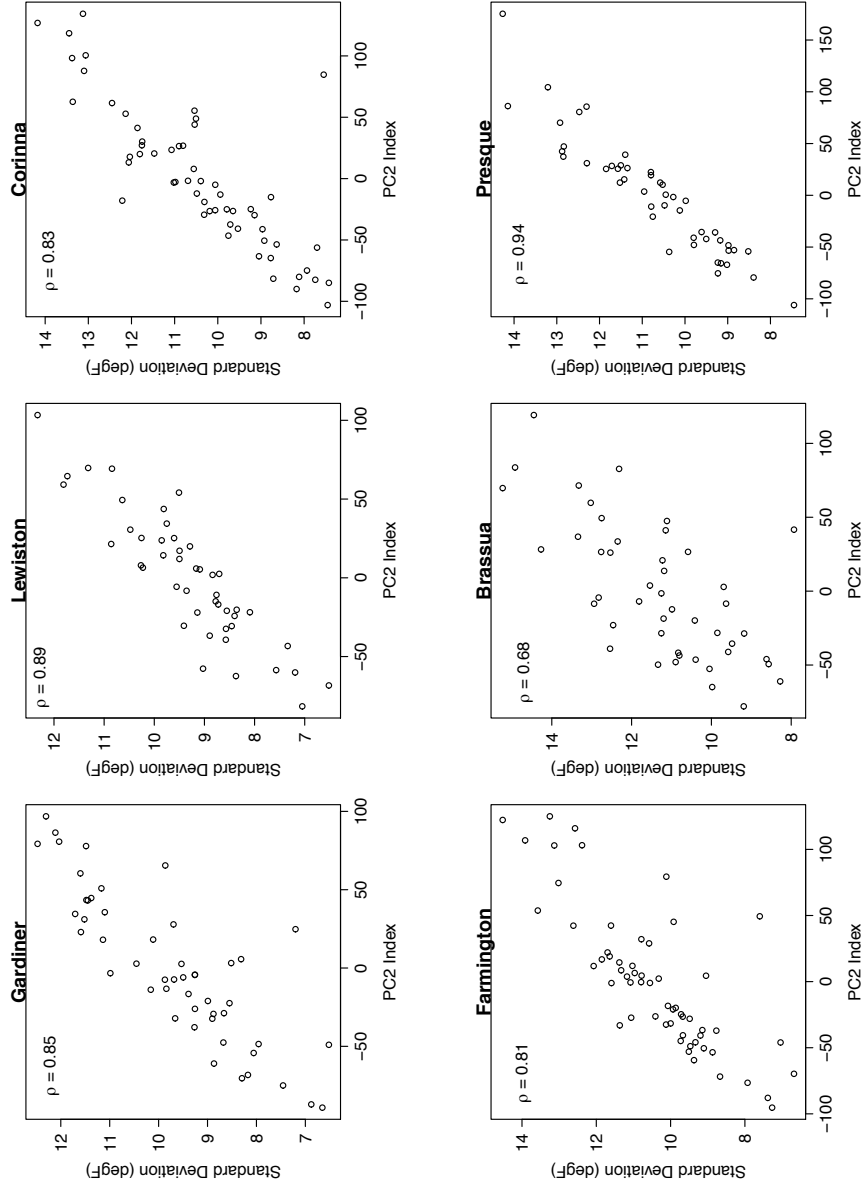 Gardiner
ρ = 0.85
Standard Deviation (degF)
7 8 9 10 11 12
−50 0 50 100
PC2 Index
Lewiston
ρ = 0.89
Standard Deviation (degF)
7 8 9 10 11 12
−50 0 50 100
PC2 Index
Corinna
ρ = 0.83
Standard Deviation (degF)
8 9 10 11 12 13 14
−100 −50 0 50 100
PC2 Index
Farmington
ρ = 0.81
Standard Deviation (degF)
8 10 12 14
−100 −50 0 50 100
PC2 Index
Brassua
ρ = 0.68
Standard Deviation (degF)
8 10 12 14
−50 0 50 100
PC2 Index
Presque
ρ = 0.94
Standard Deviation (degF)
8 9 10 11 12 13 14
−100 −50 0 50 100 150
PC2 Index